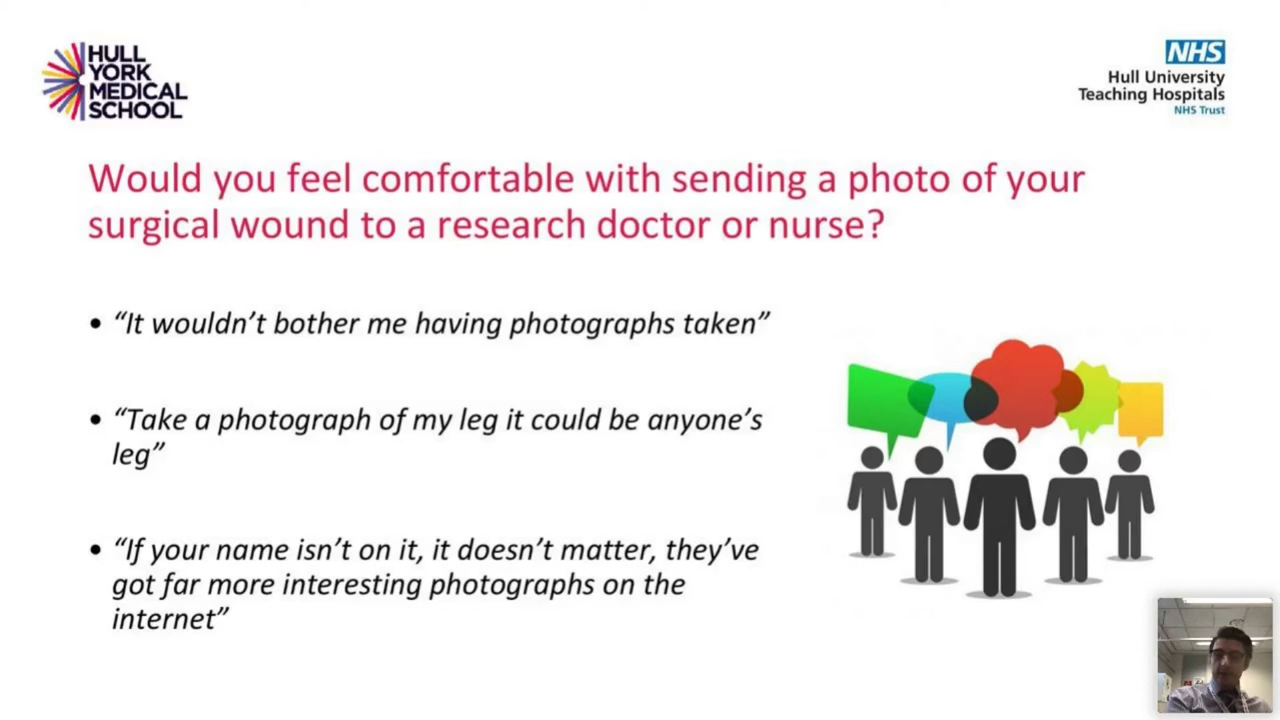 HULL
YORK
MEDICAL
SCHOOL
NHS
Hull University
Teaching Hospitals
NHS Trust
Would you feel comfortable with sending a photo of your
surgical wound to a research doctor or nurse?
• “It wouldn’t bother me having photographs taken”
• “Take a photograph of my leg it could be anyone’s
leg”
• “If your name isn’t on it, it doesn’t matter, they’ve
got far more interesting photographs on the
internet”